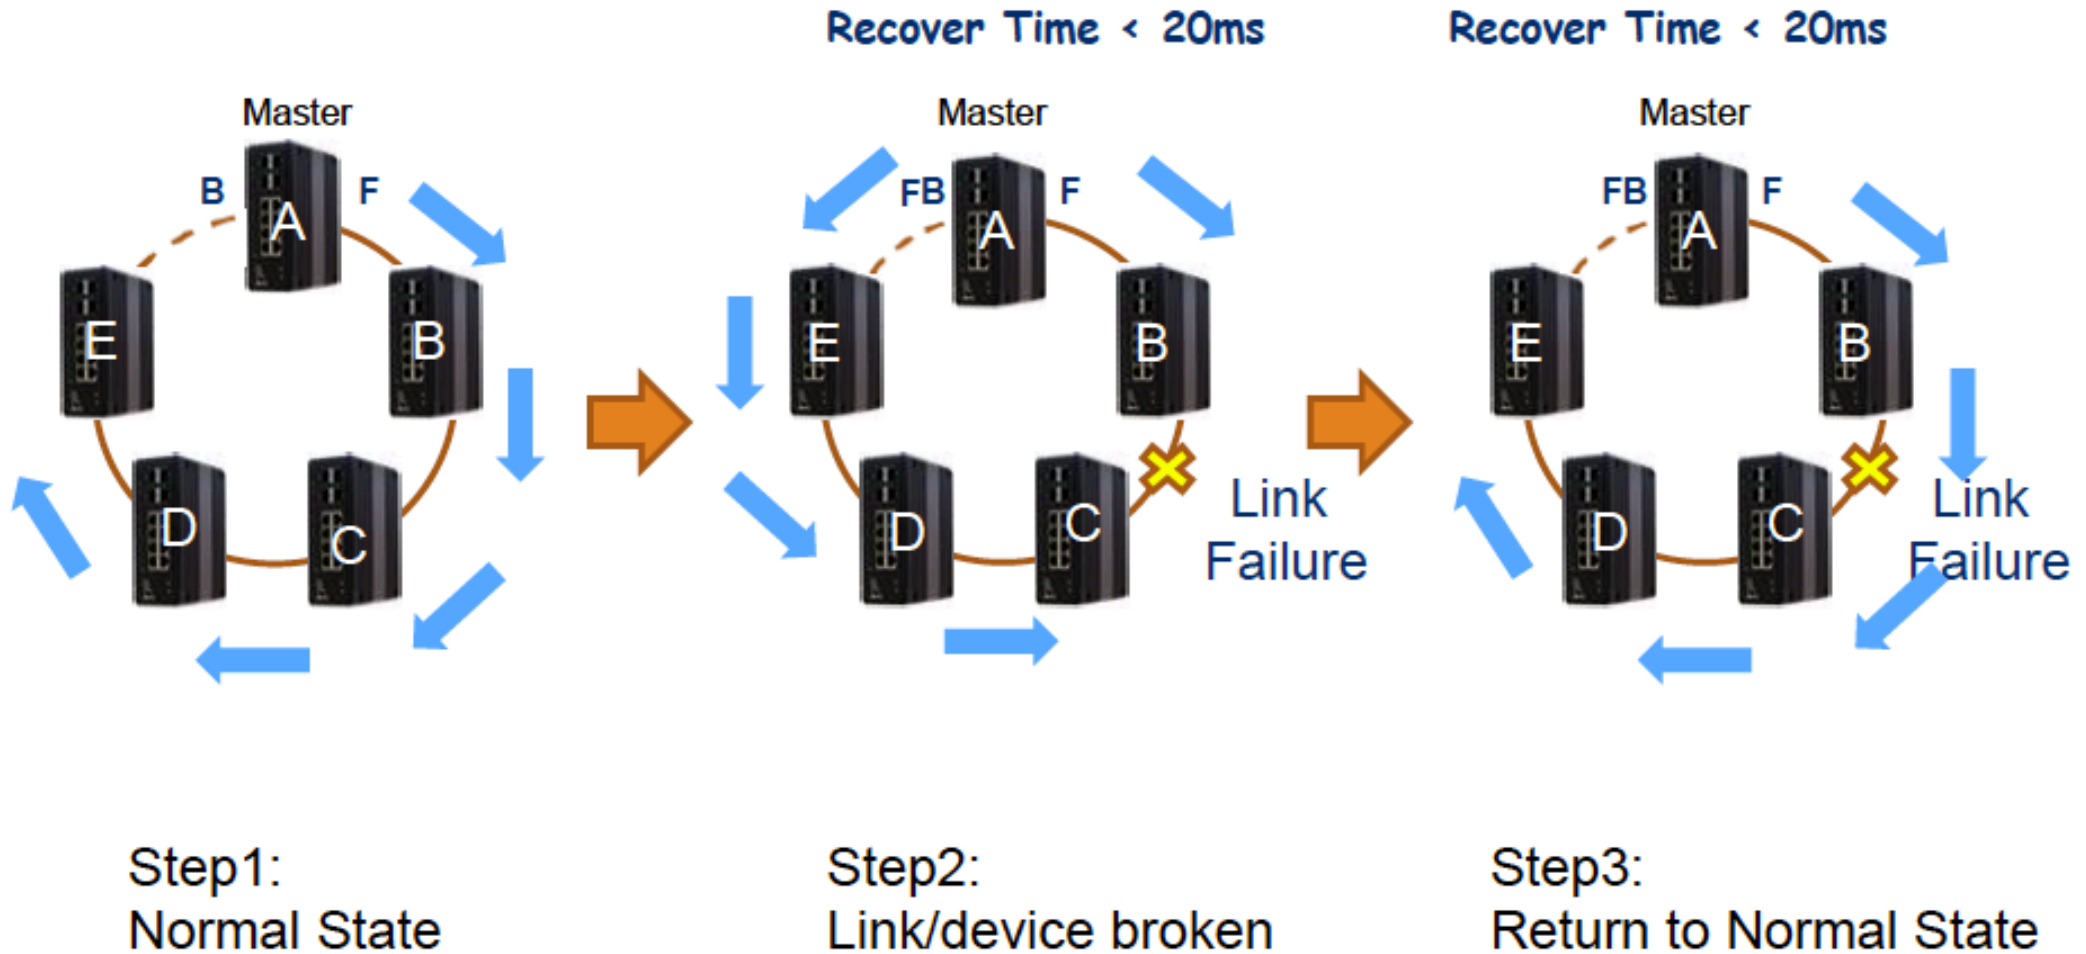 Recover Time < 20ms
Recover Time < 20ms
Master
B
F
A
E
B
D
C
Master
FB
F
A
E
B
D
C
Link
Failure
Master
FB
F
A
E
B
D
C
Link
Failure
Step1:
Normal State
Step2:
Link/device broken
Step3:
Return to Normal State